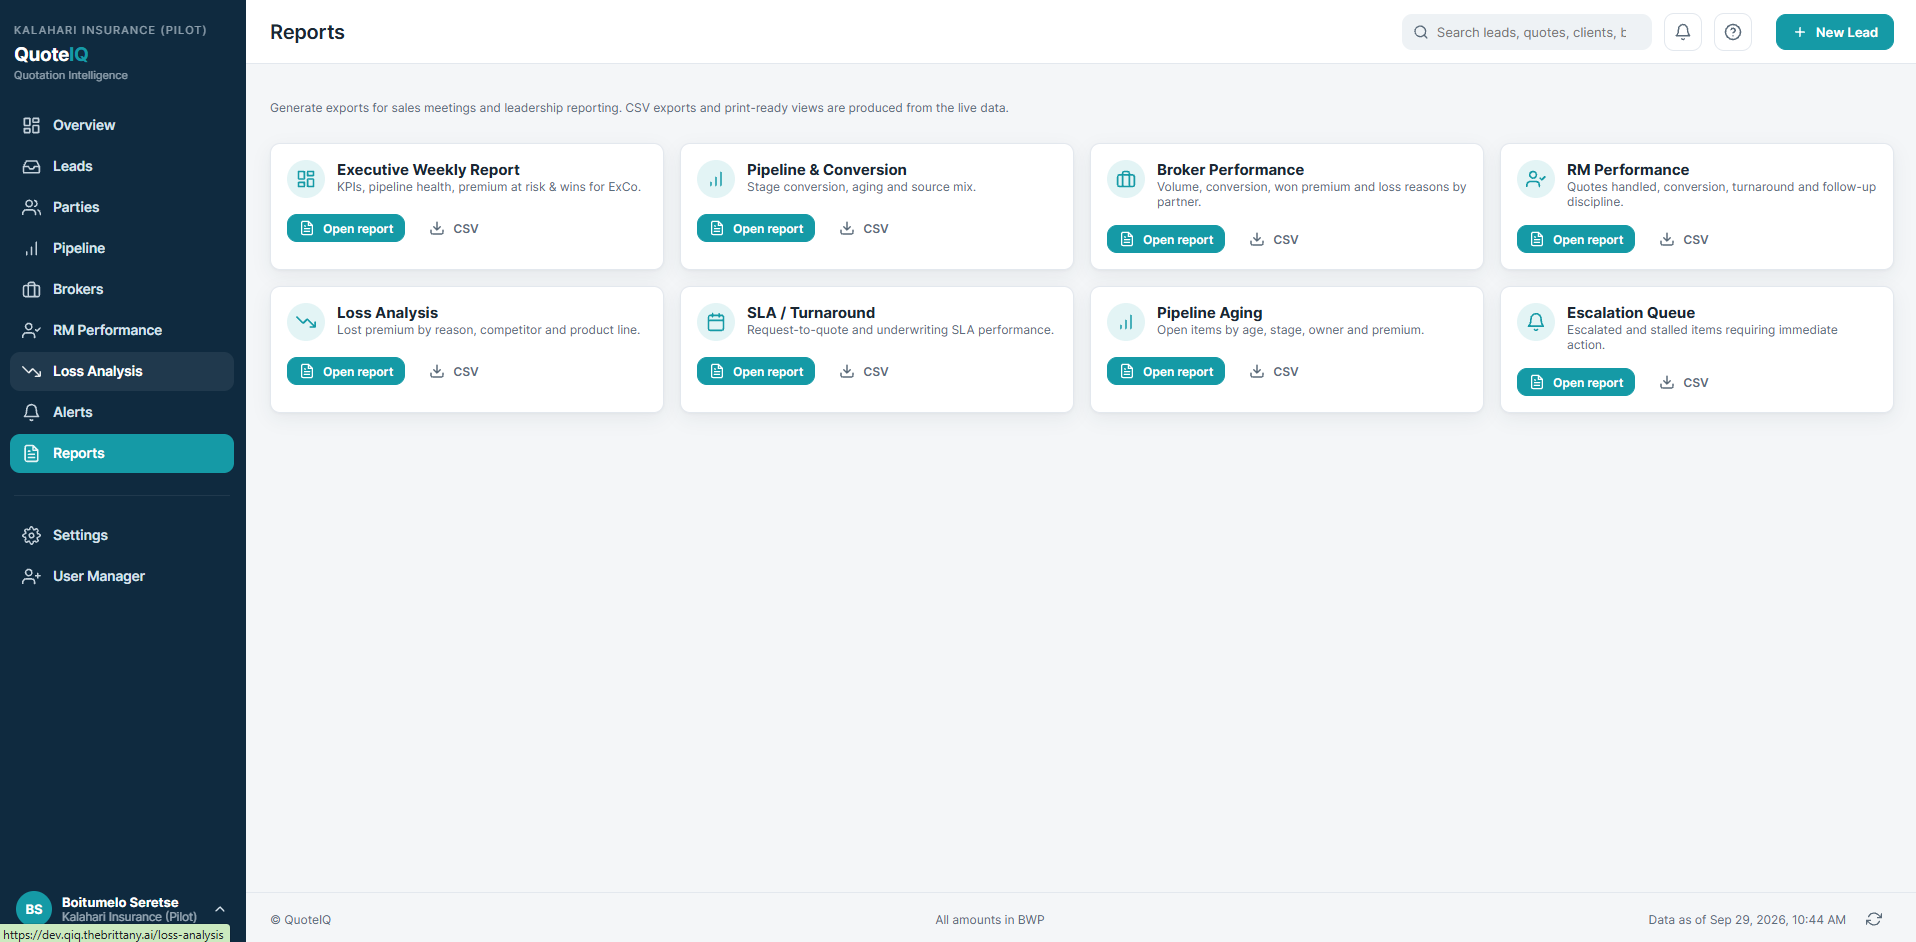 KALAHARI INSURANCE (PILOT)
QuoteIQ
Quotation Intelligence
Overview
Leads
Parties
Pipeline
Brokers
RM Performance
Loss Analysis
Alerts
Reports
Settings
User Manager
BS
Boitumelo Seretse
Kalahari Insurance (Pilot)
https://dev.qiq.thebrittany.ai/loss-analysis
Reports
Search leads, quotes, clients, b
New Lead
Generate exports for sales meetings and leadership reporting. CSV exports and print-ready views are produced from the live data.
Executive Weekly Report
KPIs, pipeline health, premium at risk & wins for ExCo.
Open report CSV
Pipeline & Conversion
Stage conversion, aging and source mix.
Open report CSV
Broker Performance
Volume, conversion, won premium and loss reasons by
partner.
Open report CSV
RM Performance
Quotes handled, conversion, turnaround and follow-up
discipline.
Open report CSV
Loss Analysis
Lost premium by reason, competitor and product line.
Open report CSV
SLA / Turnaround
Request-to-quote and underwriting SLA performance.
Open report CSV
Pipeline Aging
Open items by age, stage, owner and premium.
Open report CSV
Escalation Queue
Escalated and stalled items requiring immediate
action.
Open report CSV
© QuoteIQ
All amounts in BWP
Data as of Sep 29, 2026, 10:44 AM